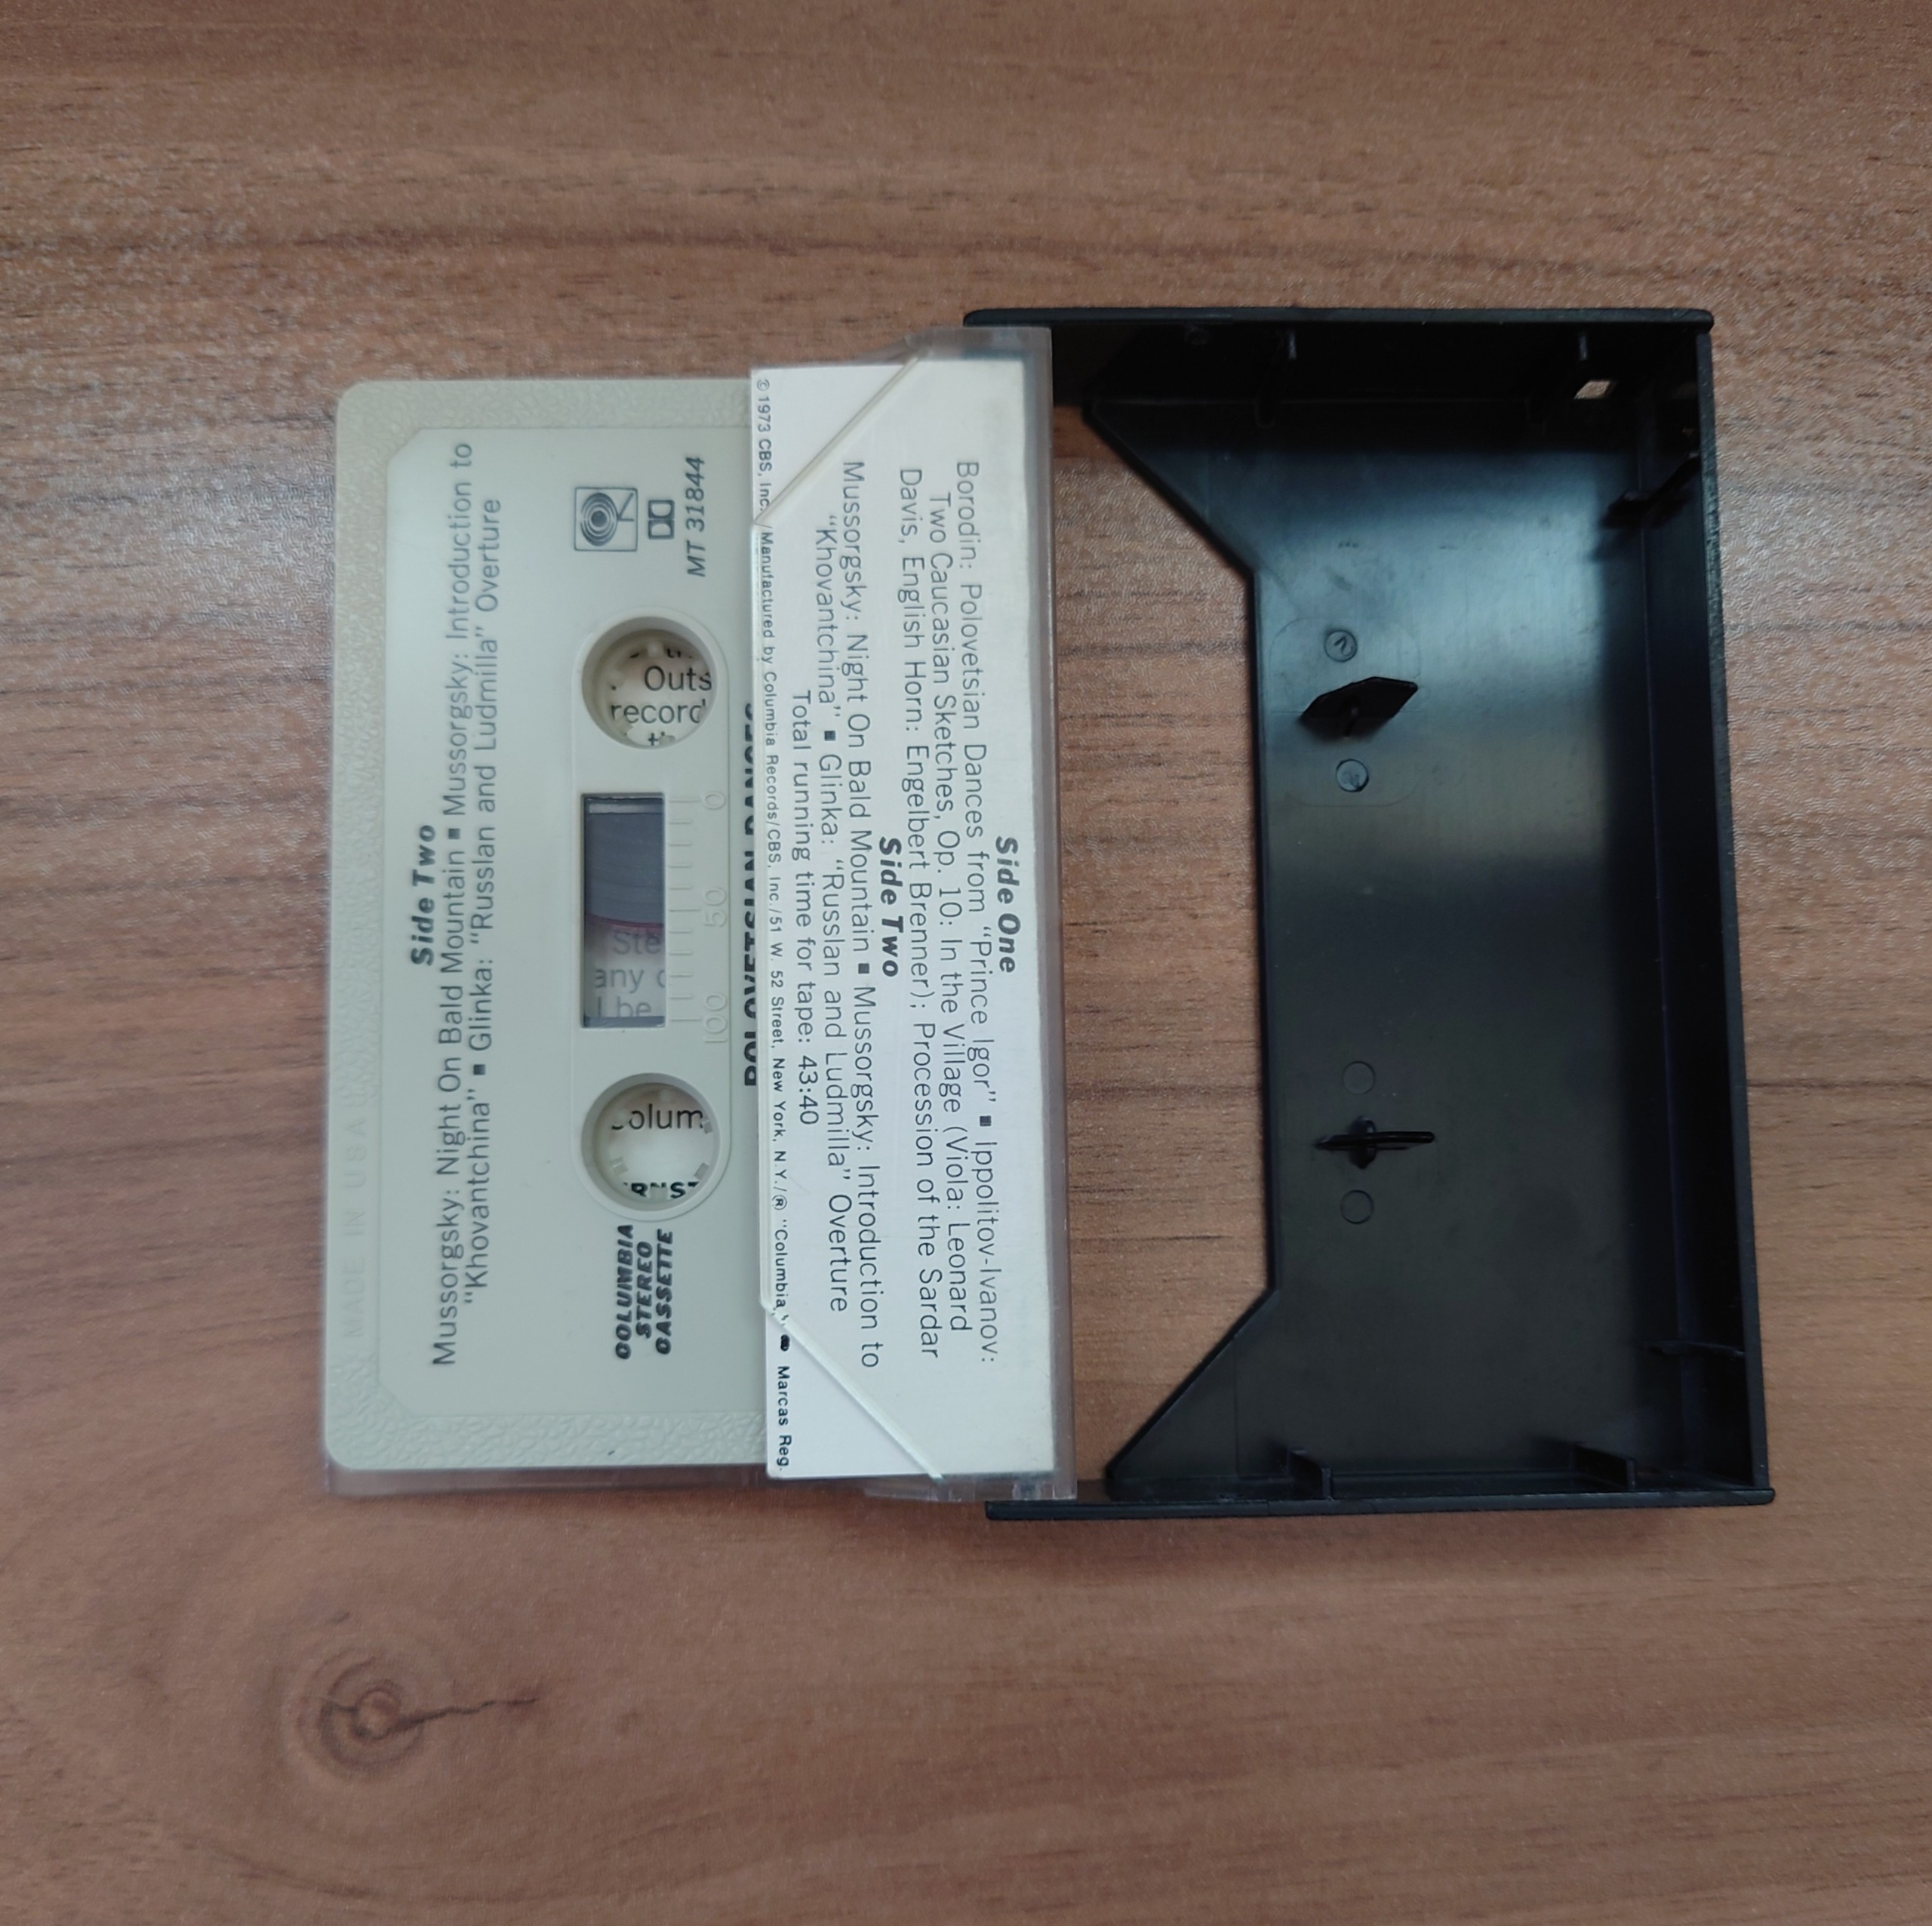 Side Two
Mussorgsky: Night On Bald Mountain ▪ Mussorgsky: Introduction to
“Khovantchina” ▪ Glinka: “Russlan and Ludmilla” Overture
MT 31844
Outs
record
0 50 100
Ste
any
be
COLUMBIA
STEREO
CASSETTE
MADE IN U S A
POLOVETSIAN DANCES
Side One
Borodin: Polovetsian Dances from “Prince Igor” ▪ Ippolitov-Ivanov:
Two Caucasian Sketches, Op. 10: In the Village (Viola: Leonard
Davis, English Horn: Engelbert Brenner); Procession of the Sardar
Side Two
Mussorgsky: Night On Bald Mountain ▪ Mussorgsky: Introduction to
“Khovantchina” ▪ Glinka: “Russlan and Ludmilla” Overture
Total running time for tape: 43:40
© 1973 CBS, Inc./Manufactured by Columbia Records/CBS, Inc./51 W. 52 Street, New York, N.Y./® “Columbia,” Marcas Reg.